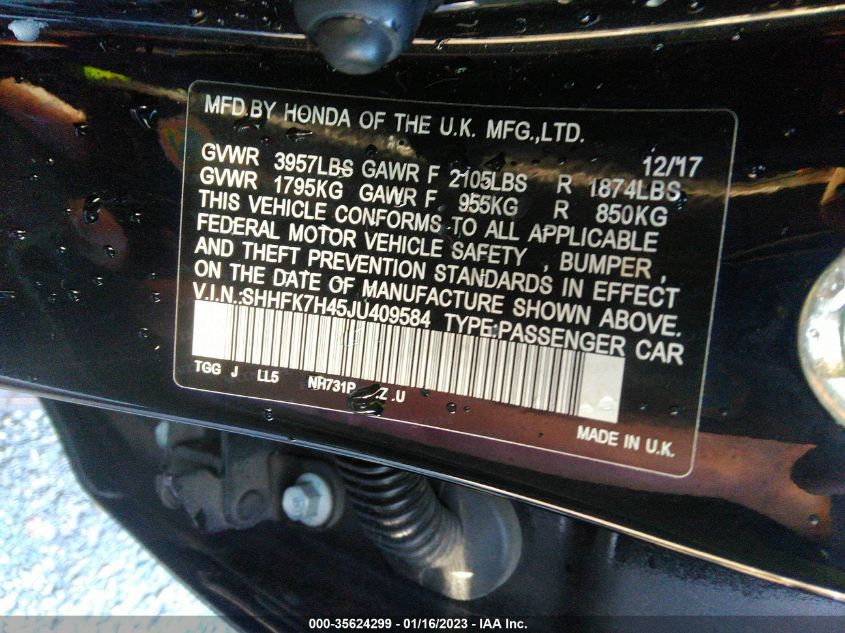 MFD.BY HONDA OF THE U.K. MFG.,LTD.
12/17
GVWR 3957LBS GAWR F 2105LBS R 1874LBS
GVWR 1795KG GAWR F 955KG R 850KG
THIS VEHICLE CONFORMS TO ALL APPLICABLE
FEDERAL MOTOR VEHICLE SAFETY , BUMPER ,
AND THEFT PREVENTION STANDARDS IN EFFECT
ON THE DATE OF MANUFACTURE SHOWN ABOVE.
V.I.N.:SHHFK7H45JU409584 TYPE:PASSENGER CAR
TGG J LL5 NH731P Z .U
MADE IN U.K.
000-35624299 - 01/16/2023 - IAA Inc.